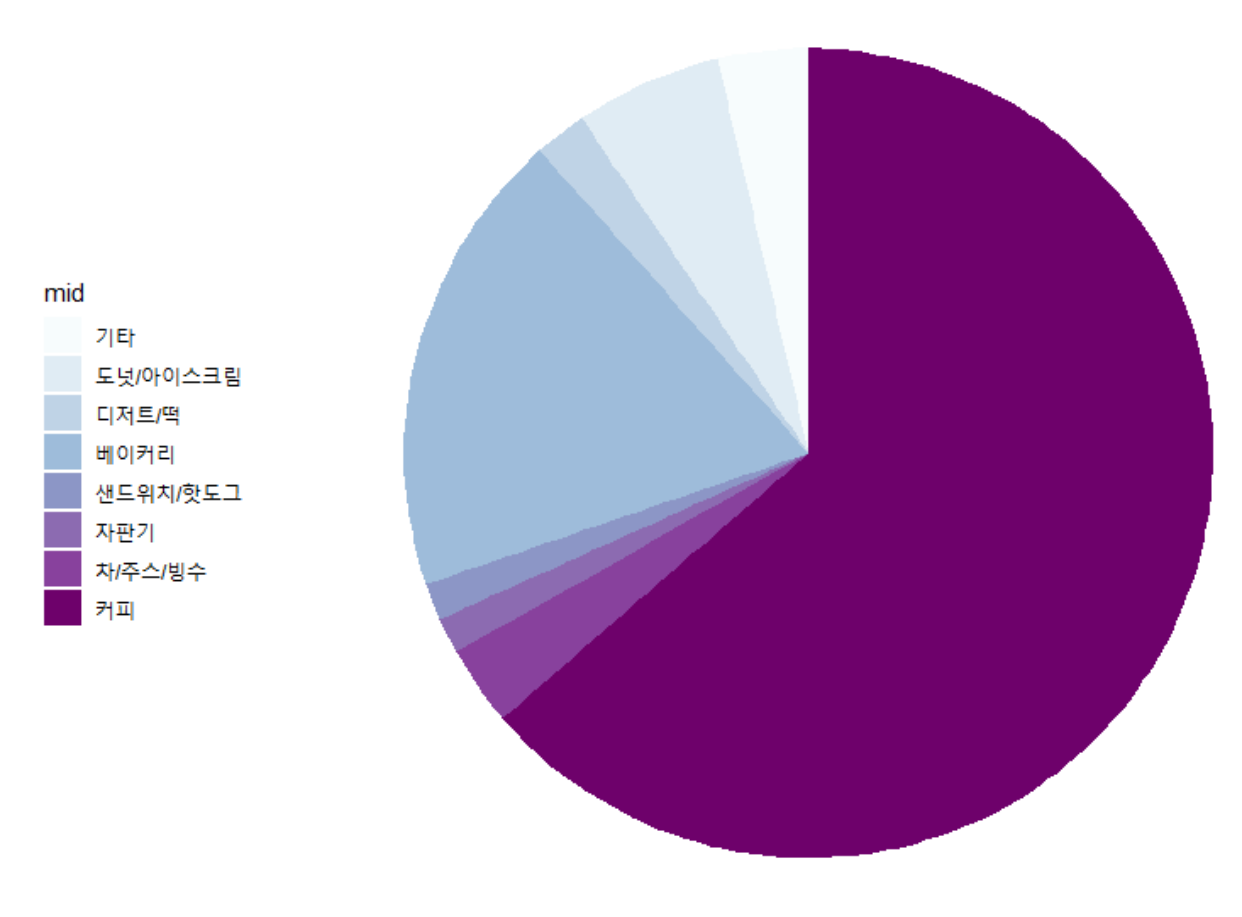 mid
기타
도넛/아이스크림
디저트/떡
베이커리
샌드위치/핫도그
자판기
차/주스/빙수
커피